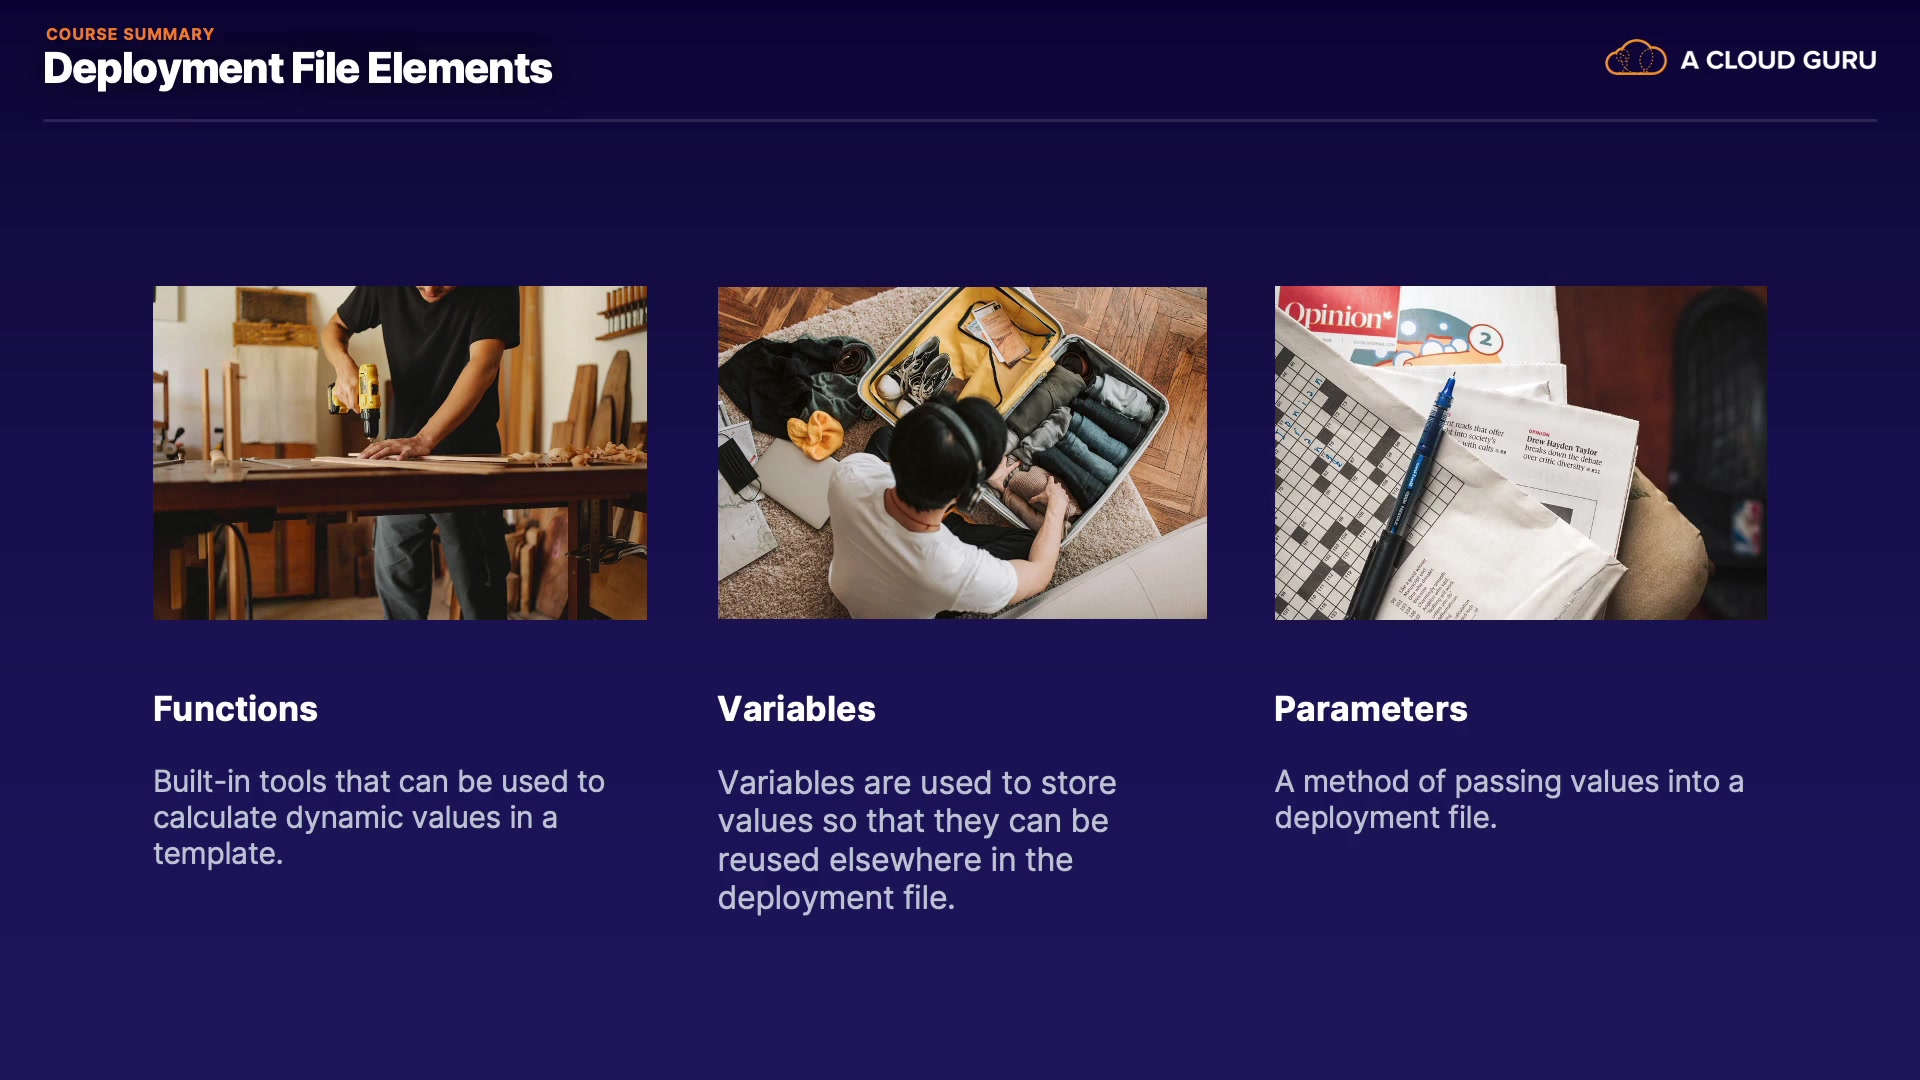 COURSE SUMMARY
Deployment File Elements
A CLOUD GURU
Opinion
2
OPINION
Drew Hayden Taylor
breaks down the debate
over critic diversity
Functions
Built-in tools that can be used to
calculate dynamic values in a
template.
Variables
Variables are used to store
values so that they can be
reused elsewhere in the
deployment file.
Parameters
A method of passing values into a
deployment file.